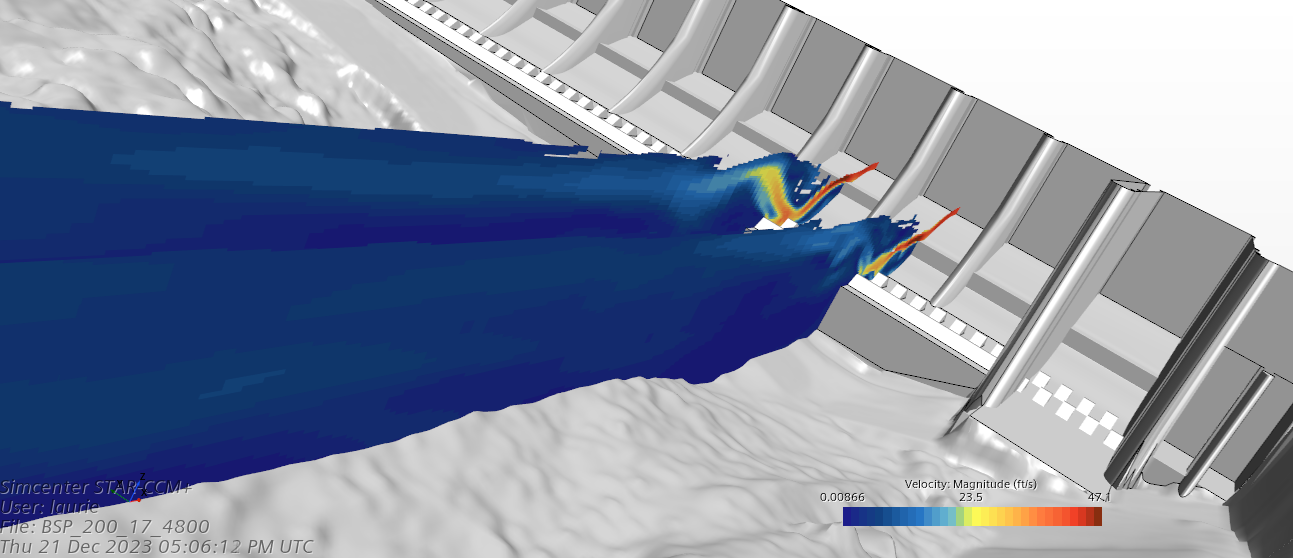 Velocity: Magnitude (ft/s)
0.00866 23.5 47.1
Z
Simcenter STAR-CCM+
User: laurie
File: BSP_200_17_4800
Thu 21 Dec 2023 05:06:12 PM UTC